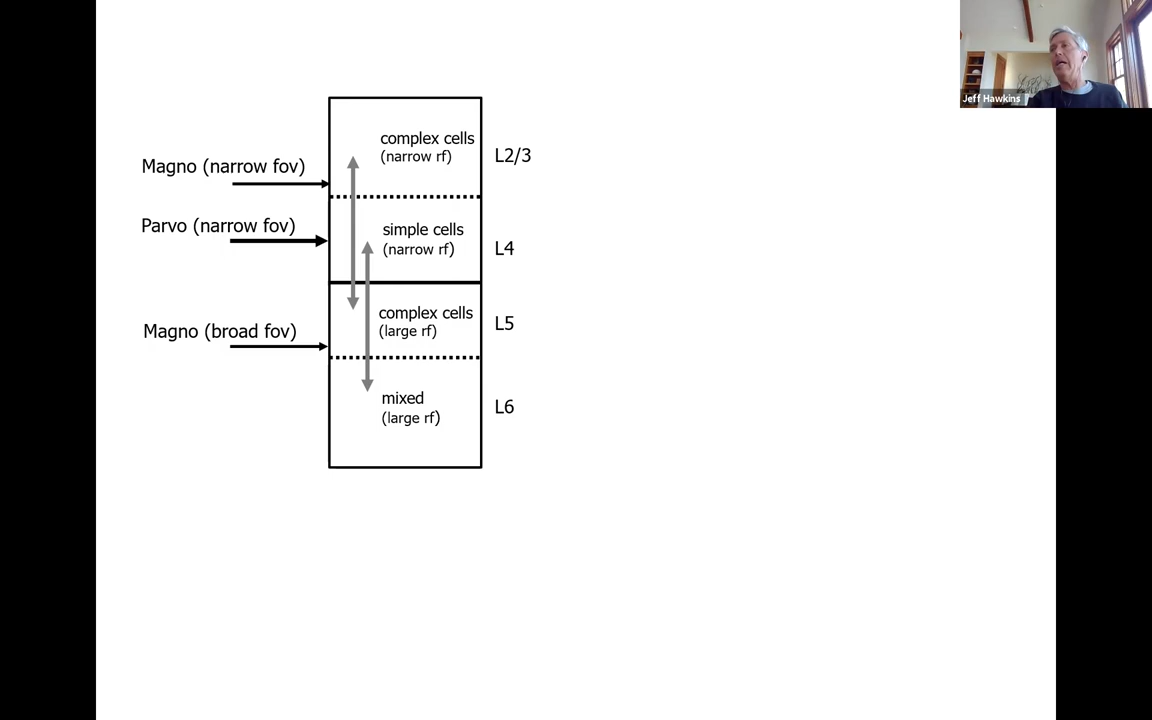 Jeff Hawkins
complex cells
(narrow rf)
L2/3
Magno (narrow fov)
Parvo (narrow fov)
simple cells
(narrow rf)
L4
complex cells
(large rf)
L5
Magno (broad fov)
mixed
(large rf)
L6